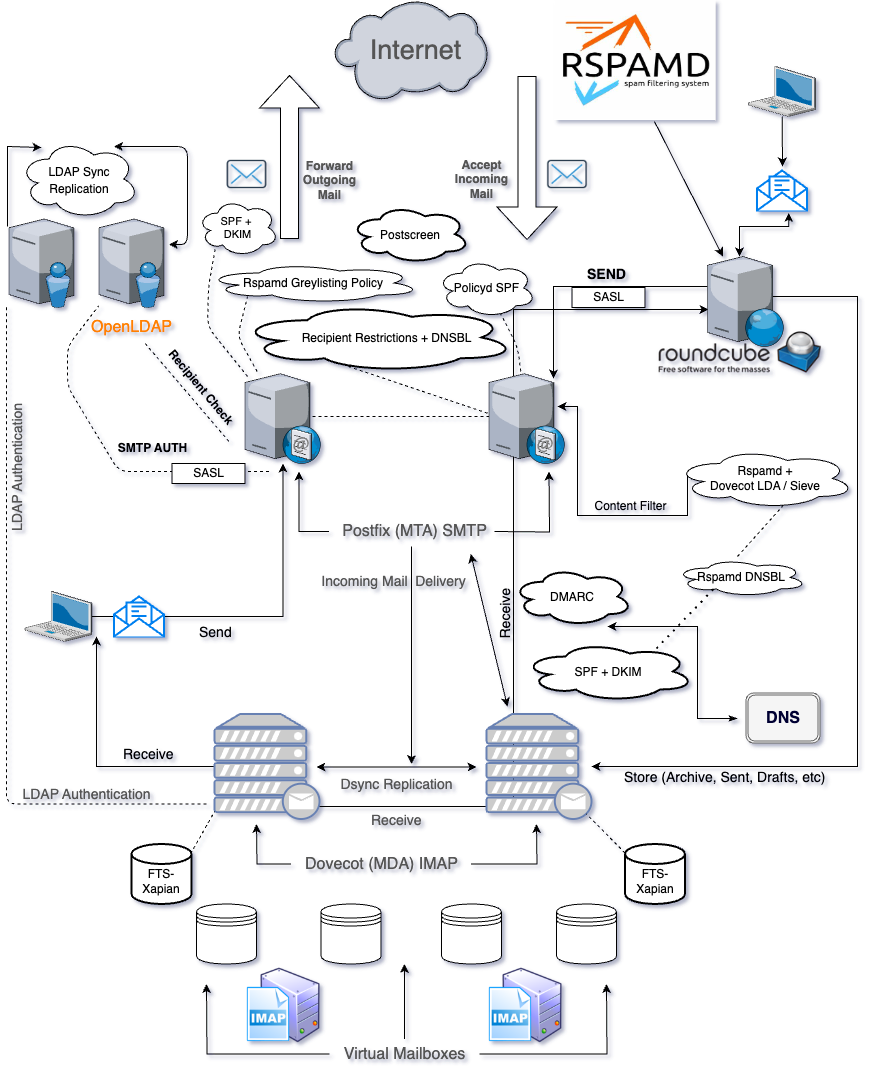 Internet
RSPAMD
spam filtering system
LDAP Sync
Replication
Forward
Outgoing
Mail
Accept
Incoming
Mail
SPF +
DKIM
Postscreen
Rspamd Greylisting Policy
Policyd SPF
SEND
SASL
OpenLDAP
Recipient Restrictions + DNSBL
roundcube
Free software for the masses
Recipient Check
SMTP AUTH
SASL
LDAP Authentication
Rspamd +
Dovecot LDA / Sieve
Content Filter
Postfix (MTA) SMTP
Incoming Mail Delivery
Rspamd DNSBL
DMARC
Receive
Send
SPF + DKIM
DNS
Receive
Dsync Replication
Store (Archive, Sent, Drafts, etc)
LDAP Authentication
Receive
Dovecot (MDA) IMAP
FTS-
Xapian
FTS-
Xapian
IMAP
IMAP
Virtual Mailboxes